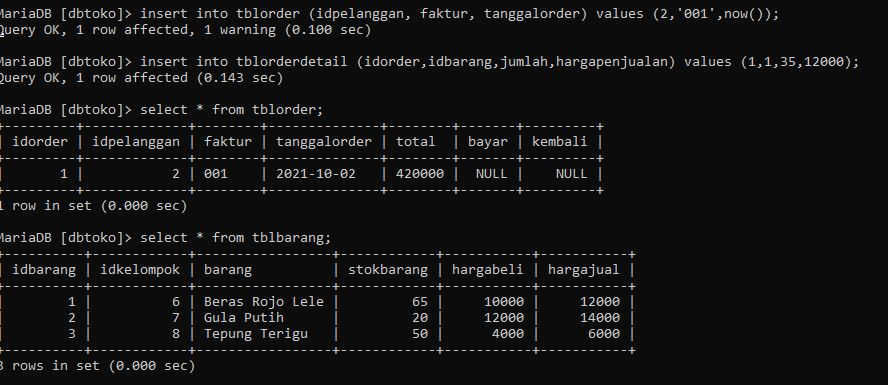 MariaDB [dbtoko]> insert into tblorder (idpelanggan, faktur, tanggalorder) values (2,'001',now());
Query OK, 1 row affected, 1 warning (0.100 sec)
MariaDB [dbtoko]> insert into tblorderdetail (idorder,idbarang,jumlah,hargapenjualan) values (1,1,35,12000);
Query OK, 1 row affected (0.143 sec)
MariaDB [dbtoko]> select * from tblorder;
+---------+-------------+--------+--------------+--------+-------+---------+
| idorder | idpelanggan | faktur | tanggalorder | total  | bayar | kembali |
+---------+-------------+--------+--------------+--------+-------+---------+
|       1 |           2 | 001    | 2021-10-02   | 420000 |  NULL |    NULL |
+---------+-------------+--------+--------------+--------+-------+---------+
1 row in set (0.000 sec)
MariaDB [dbtoko]> select * from tblbarang;
+----------+------------+-----------------+------------+-----------+-----------+
| idbarang | idkelompok | barang          | stokbarang | hargabeli | hargajual |
+----------+------------+-----------------+------------+-----------+-----------+
|        1 |          6 | Beras Rojo Lele |         65 |     10000 |     12000 |
|        2 |          7 | Gula Putih      |         20 |     12000 |     14000 |
|        3 |          8 | Tepung Terigu   |         50 |      4000 |      6000 |
+----------+------------+-----------------+------------+-----------+-----------+
3 rows in set (0.000 sec)